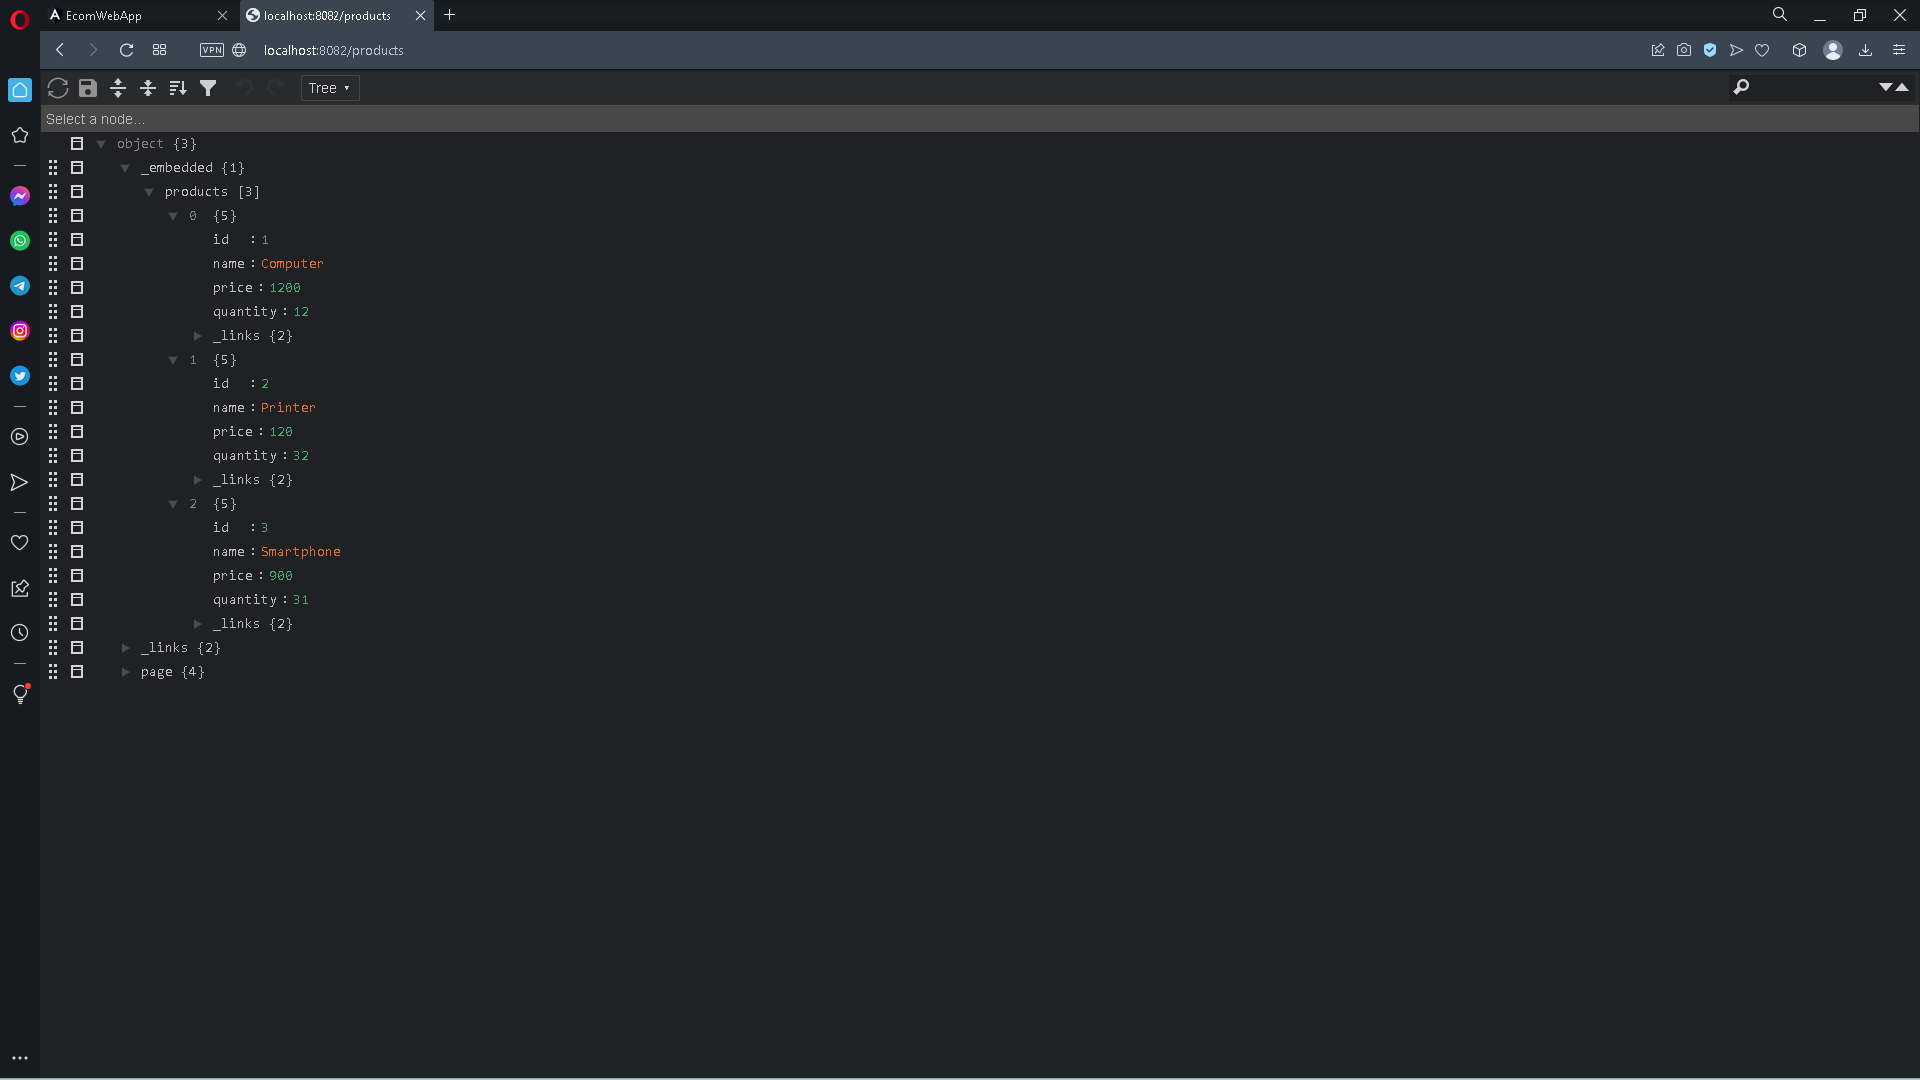 EcomWebApp
localhost:8082/products
VPN
localhost:8082/products
Tree
Select a node...
object {3}
_embedded {1}
products [3]
0 {5}
id : 1
name : Computer
price : 1200
quantity : 12
_links {2}
1 {5}
id : 2
name : Printer
price : 120
quantity : 32
_links {2}
2 {5}
id : 3
name : Smartphone
price : 900
quantity : 31
_links {2}
_links {2}
page {4}